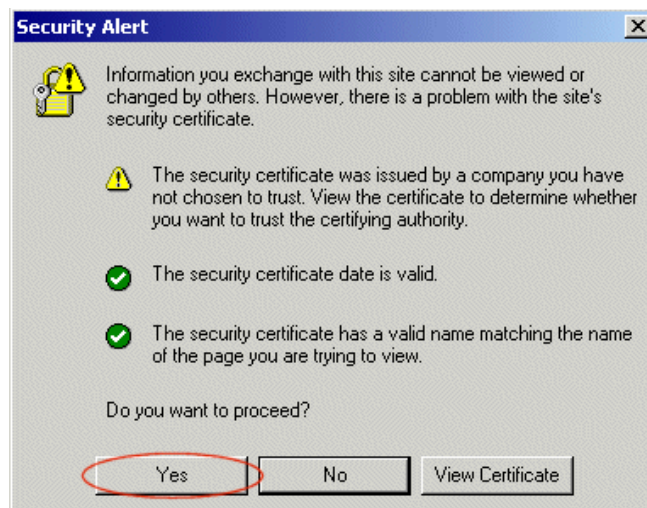 Security Alert
Information you exchange with this site cannot be viewed or
changed by others. However, there is a problem with the site's
security certificate.
The security certificate was issued by a company you have
not chosen to trust. View the certificate to determine whether
you want to trust the certifying authority.
The security certificate date is valid.
The security certificate has a valid name matching the name
of the page you are trying to view.
Do you want to proceed?
Yes No View Certificate